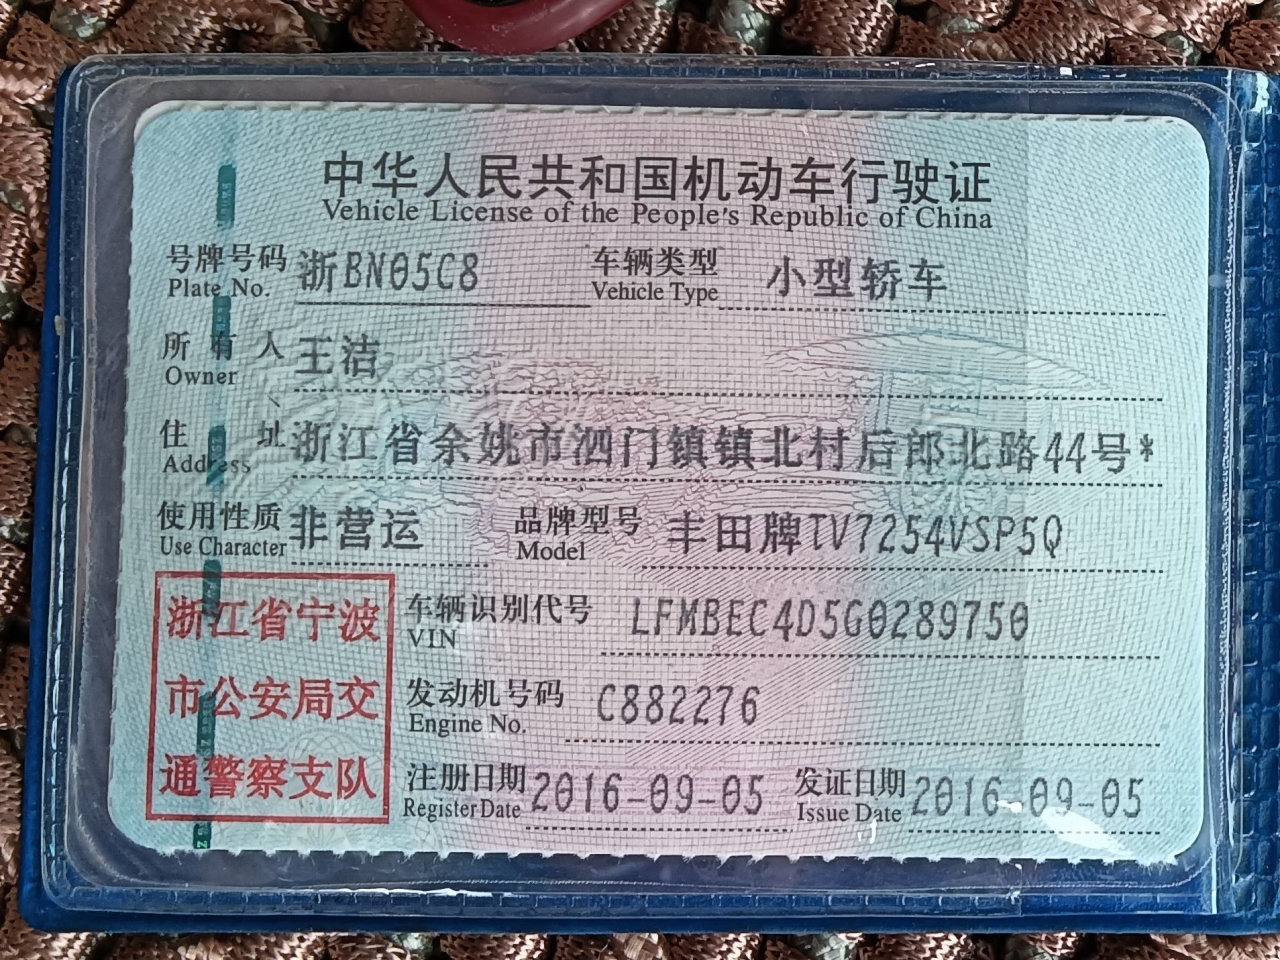 中华人民共和国机动车行驶证
Vehicle License of the People's Republic of China
号牌号码 浙BN05C8 车辆类型 小型轿车
Plate No. Vehicle Type
所有人 王洁
Owner
住址 浙江省余姚市泗门镇镇北村后郎北路44号*
Address
使用性质 非营运 品牌型号 丰田牌TV7254VSP5Q
Use Character Model
车辆识别代号 LFMBEC4D5G0289750
VIN
发动机号码 C882276
Engine No.
注册日期 2016-09-05 发证日期 2016-09-05
Register Date Issue Date
浙江省宁波
市公安局交
通警察支队